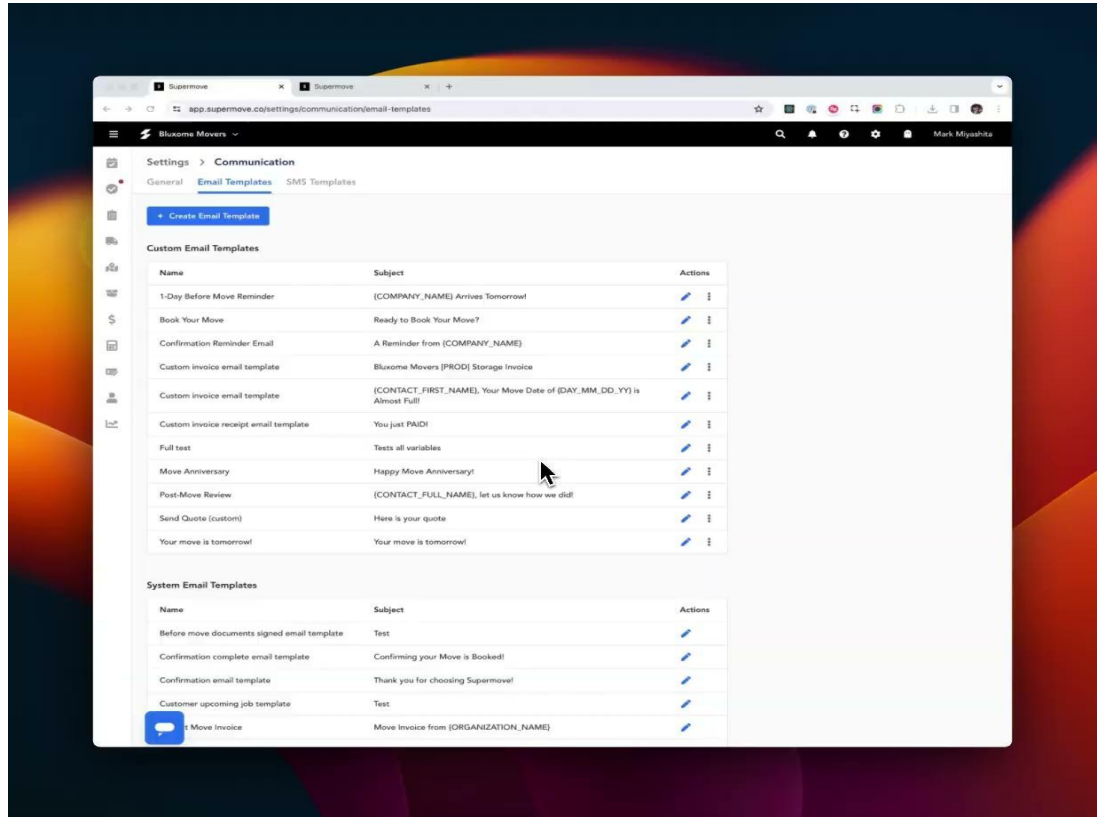 Supermove
Supermove
app.supermove.co/settings/communication/email-templates
Bluxome Movers
Mark Miyashita
Settings > Communication
General Email Templates SMS Templates
+ Create Email Template
Custom Email Templates
Name Subject Actions
1-Day Before Move Reminder {COMPANY_NAME} Arrives Tomorrow!
Book Your Move Ready to Book Your Move?
Confirmation Reminder Email A Reminder from {COMPANY_NAME}
Custom invoice email template Bluxome Movers [PROD] Storage Invoice
Custom invoice email template {CONTACT_FIRST_NAME}, Your Move Date of {DAY_MM_DD_YY} is
Almost Full!
Custom invoice receipt email template You just PAID!
Full test Tests all variables
Move Anniversary Happy Move Anniversary!
Post-Move Review {CONTACT_FULL_NAME}, let us know how we did!
Send Quote (custom) Here is your quote
Your move is tomorrow! Your move is tomorrow!
System Email Templates
Name Subject Actions
Before move documents signed email template Test
Confirmation complete email template Confirming your Move is Booked!
Confirmation email template Thank you for choosing Supermove!
Customer upcoming job template Test
t Move Invoice Move Invoice from {ORGANIZATION_NAME}